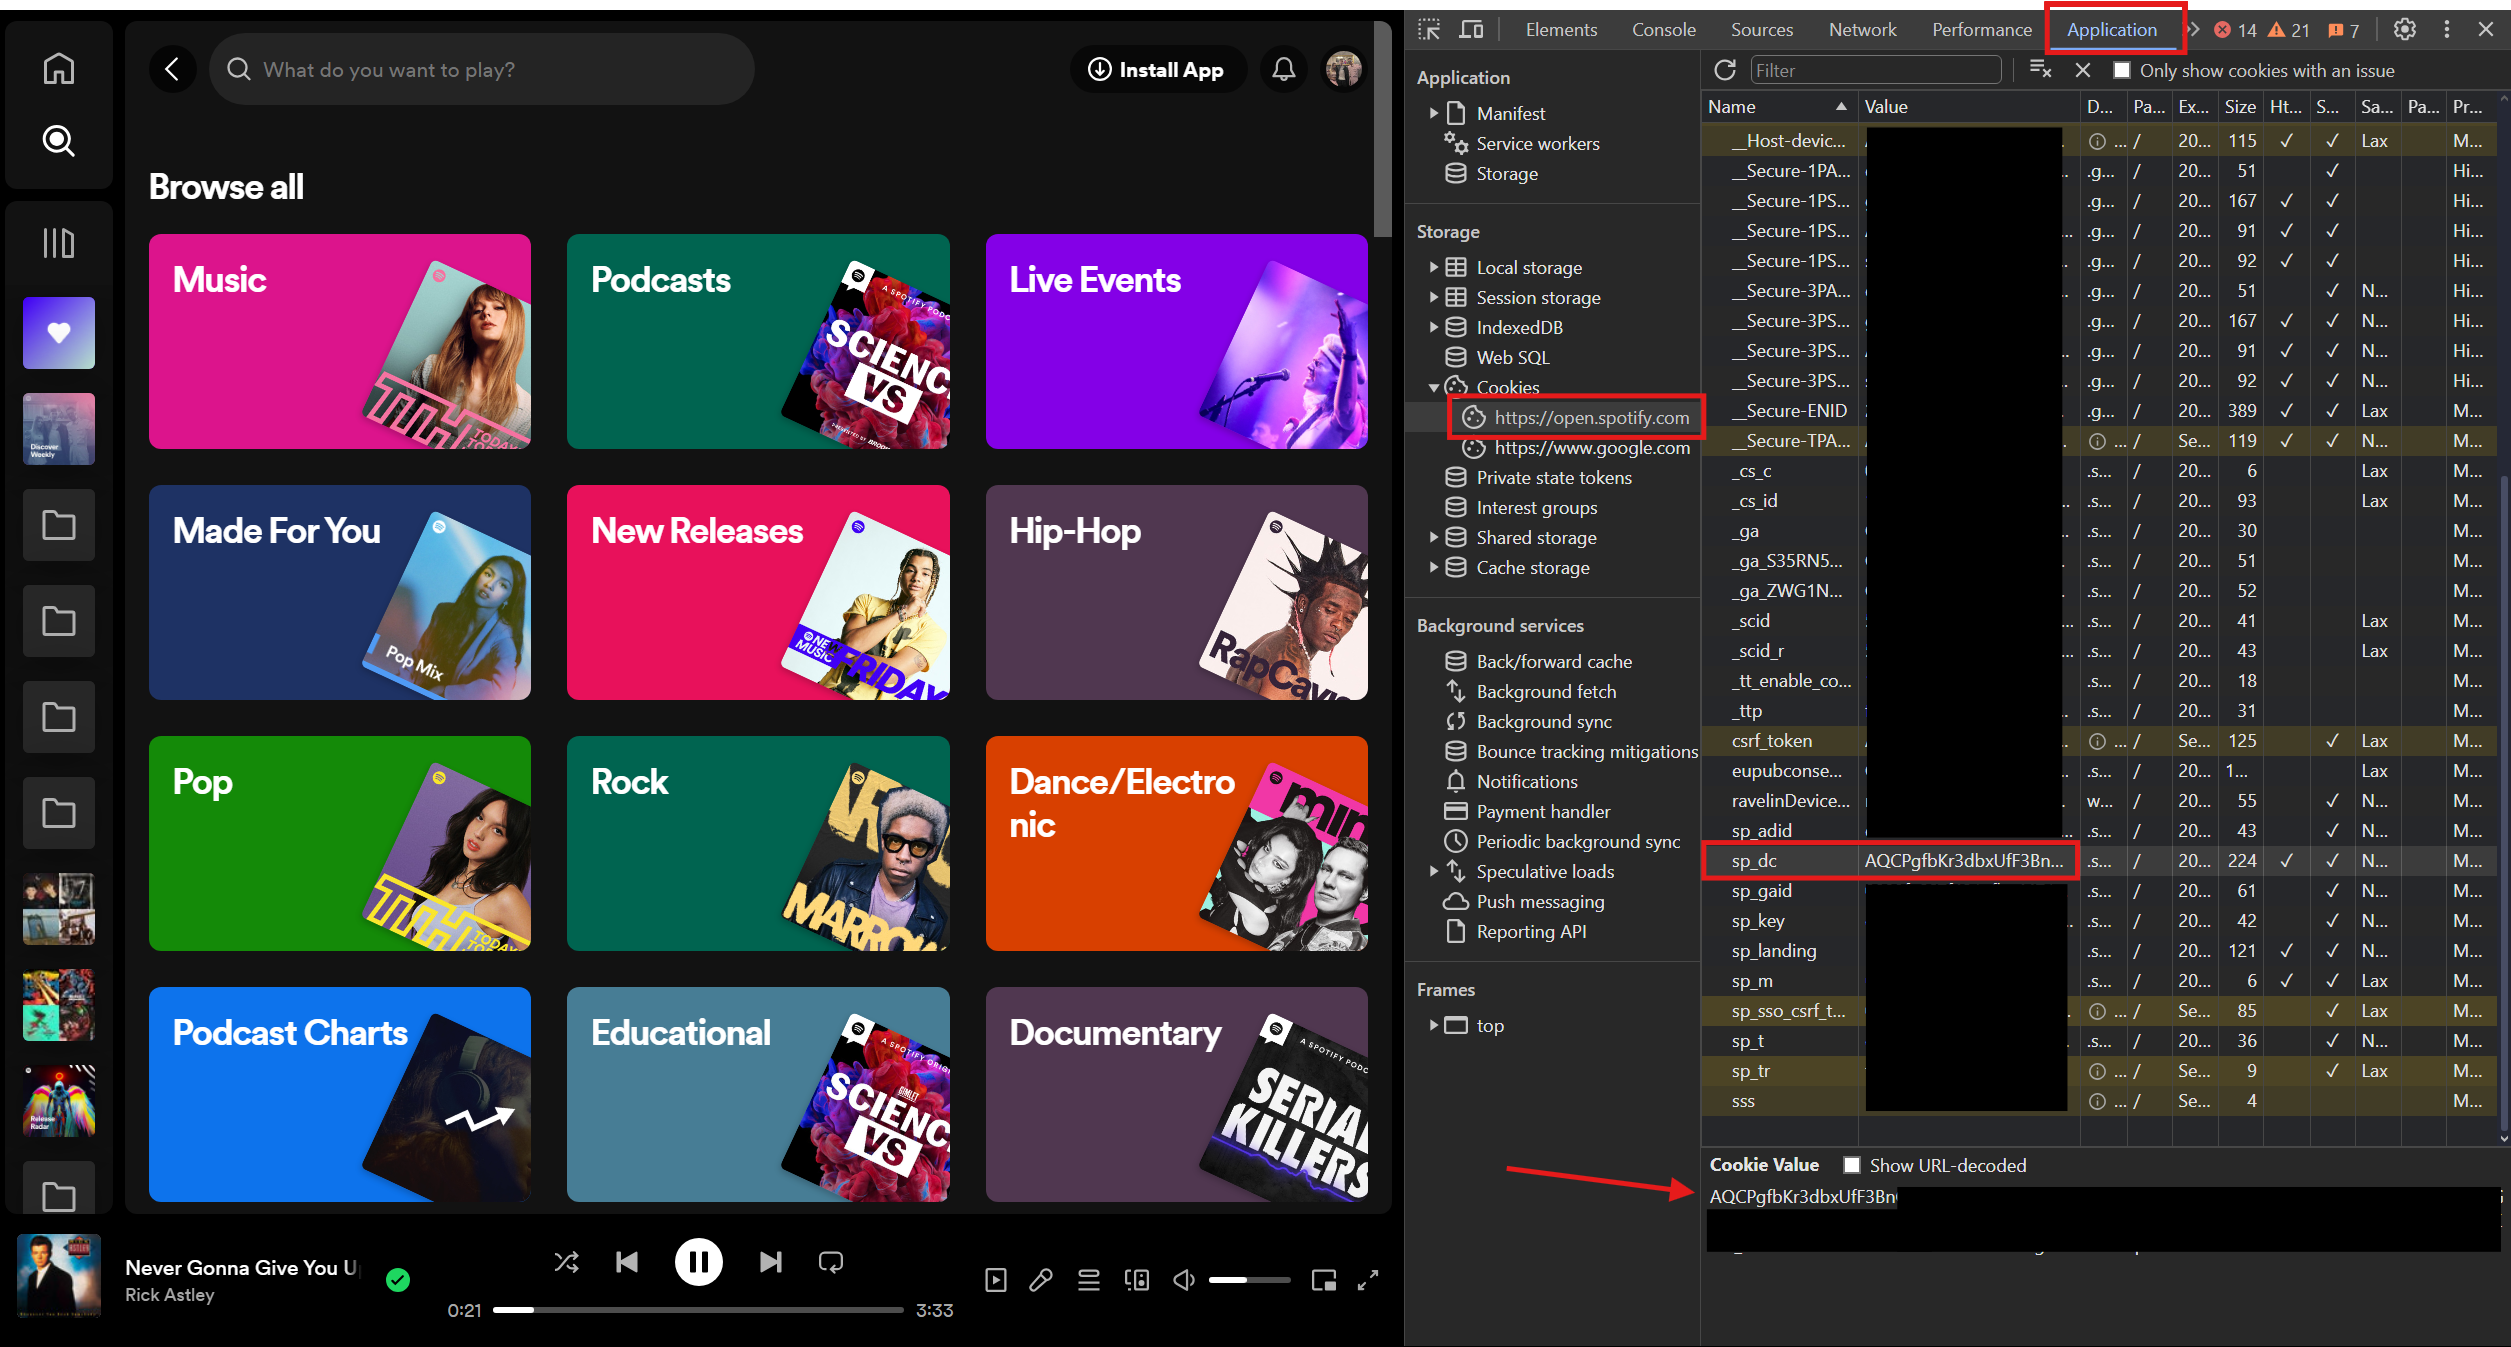 What do you want to play?
Install App
Browse all
Music
Podcasts
Live Events
Made For You
New Releases
Hip-Hop
Pop
Rock
Dance/Electro
nic
Podcast Charts
Educational
Documentary
Discover
Weekly
Release
Radar
Pop Mix
RapCavia
SCIENC
VS
SERIAL
KILLERS
Never Gonna Give You U
Rick Astley
0:21
3:33
Elements Console Sources Network Performance Application 14 21 7
Filter
Only show cookies with an issue
Application
Manifest
Service workers
Storage
Storage
Local storage
Session storage
IndexedDB
Web SQL
Cookies
https://open.spotify.com
https://www.google.com
Private state tokens
Interest groups
Shared storage
Cache storage
Background services
Back/forward cache
Background fetch
Background sync
Bounce tracking mitigations
Notifications
Payment handler
Periodic background sync
Speculative loads
Push messaging
Reporting API
Frames
top
Name Value D... Pa... Ex... Size Ht... S... Sa... Pa... Pr...
__Host-devic... ... / 20... 115 ✓ ✓ Lax M...
__Secure-1PA... .g... / 20... 51 ✓ Hi...
__Secure-1PS... .g... / 20... 167 ✓ ✓ Hi...
__Secure-1PS... .g... / 20... 91 ✓ ✓ Hi...
__Secure-1PS... .g... / 20... 92 ✓ ✓ Hi...
__Secure-3PA... .g... / 20... 51 ✓ N... Hi...
__Secure-3PS... .g... / 20... 167 ✓ ✓ N... Hi...
__Secure-3PS... .g... / 20... 91 ✓ ✓ N... Hi...
__Secure-3PS... .g... / 20... 92 ✓ ✓ N... Hi...
__Secure-ENID .g... / 20... 389 ✓ ✓ Lax M...
__Secure-TPA... ... / Se... 119 ✓ ✓ N... M...
_cs_c .s... / 20... 6 Lax M...
_cs_id .s... / 20... 93 Lax M...
_ga .s... / 20... 30 M...
_ga_S35RN5... .s... / 20... 51 M...
_ga_ZWG1N... .s... / 20... 52 M...
_scid .s... / 20... 41 Lax M...
_scid_r .s... / 20... 43 Lax M...
_tt_enable_co... .s... / 20... 18 M...
_ttp .s... / 20... 31 M...
csrf_token ... / Se... 125 ✓ Lax M...
eupubconse... .s... / 20... 1... Lax M...
ravelinDevice... w... / 20... 55 ✓ N... M...
sp_adid .s... / 20... 43 ✓ N... M...
sp_dc AQCPgfbKr3dbxUfF3Bn... .s... / 20... 224 ✓ ✓ N... M...
sp_gaid .s... / 20... 61 ✓ N... M...
sp_key .s... / 20... 42 ✓ N... M...
sp_landing .s... / 20... 121 ✓ ✓ N... M...
sp_m .s... / 20... 6 ✓ ✓ Lax M...
sp_sso_csrf_t... ... / Se... 85 ✓ Lax M...
sp_t .s... / 20... 36 ✓ N... M...
sp_tr ... / Se... 9 ✓ Lax M...
sss ... / Se... 4 M...
Cookie Value Show URL-decoded
AQCPgfbKr3dbxUfF3Bn